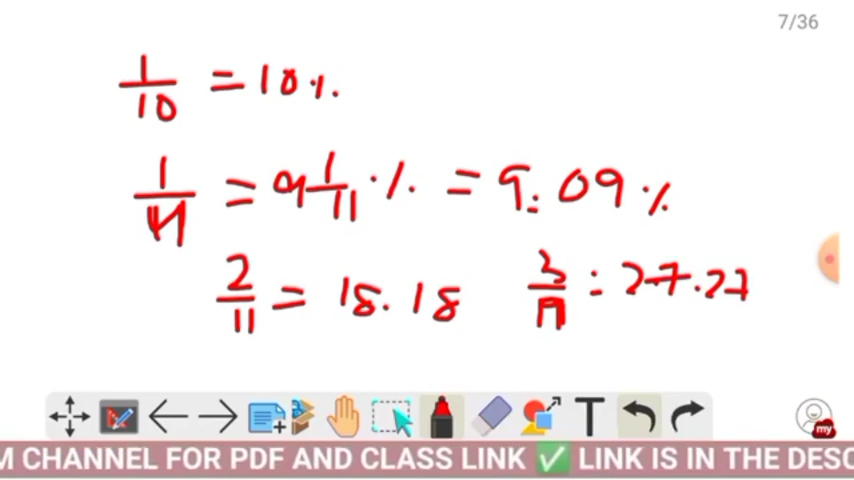 7/36
1/10 = 10%
1/11 = 9 1/11 % = 9.09%
2/11 = 18.18 3/11 = 27.27
T
my
M CHANNEL FOR PDF AND CLASS LINK ✅ LINK IS IN THE DESC